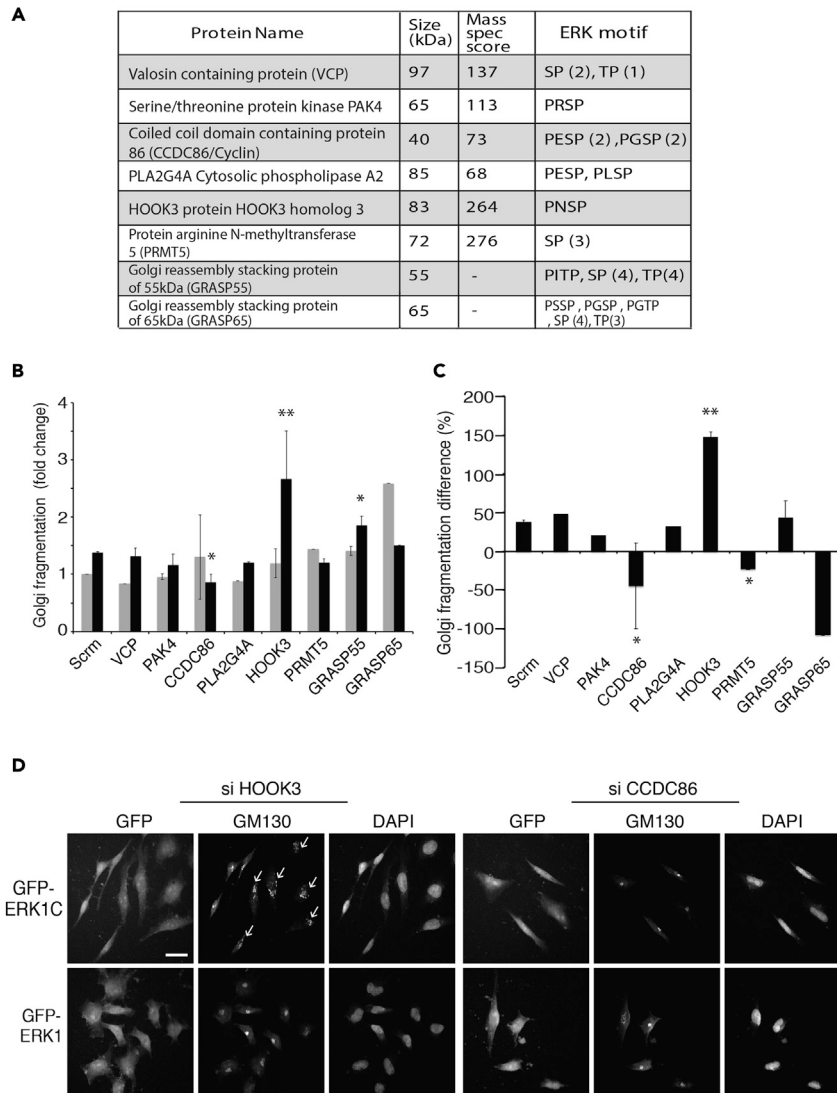 A
Protein Name Size (kDa) Mass spec score ERK motif
Valosin containing protein (VCP) 97 137 SP (2), TP (1)
Serine/threonine protein kinase PAK4 65 113 PRSP
Coiled coil domain containing protein
86 (CCDC86/Cyclin) 40 73 PESP (2) ,PGSP (2)
PLA2G4A Cytosolic phospholipase A2 85 68 PESP, PLSP
HOOK3 protein HOOK3 homolog 3 83 264 PNSP
Protein arginine N-methyltransferase
5 (PRMT5) 72 276 SP (3)
Golgi reassembly stacking protein
of 55kDa (GRASP55) 55 - PITP, SP (4), TP(4)
Golgi reassembly stacking protein
of 65kDa (GRASP65) 65 - PSSP , PGSP , PGTP
, SP (4), TP(3)
B
Golgi fragmentation (fold change)
4
3
2
1
0
*
**
*
Scrm VCP PAK4 CCDC86 PLA2G4A HOOK3 PRMT5 GRASP55 GRASP65
C
Golgi fragmentation difference (%)
200
150
100
50
0
-50
-100
-150
*
**
*
Scrm VCP PAK4 CCDC86 PLA2G4A HOOK3 PRMT5 GRASP55 GRASP65
D
si HOOK3 si CCDC86
GFP GM130 DAPI GFP GM130 DAPI
GFP-
ERK1C
GFP-
ERK1